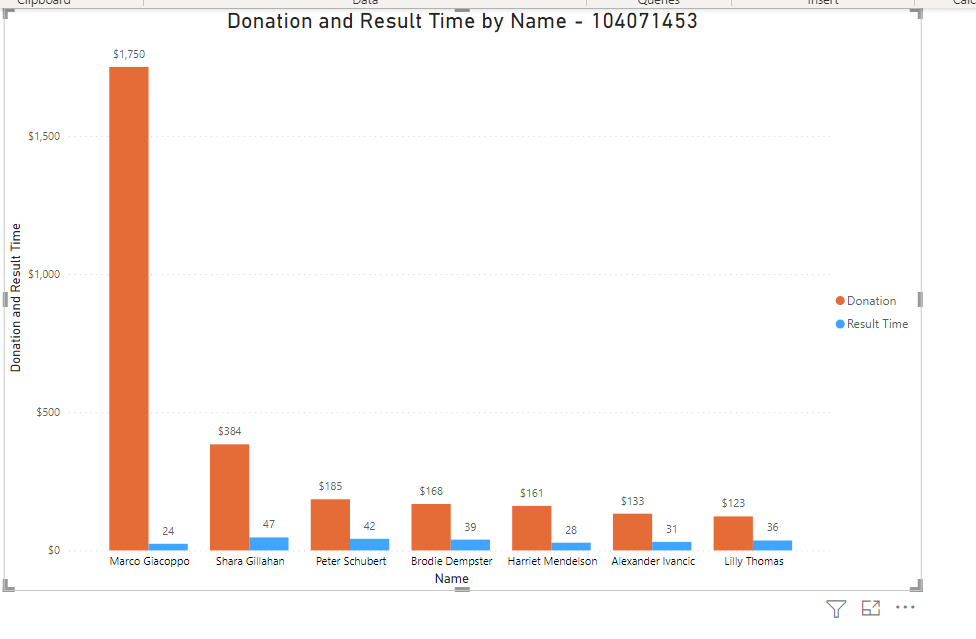 Clipboard Data Queries Insert
Donation and Result Time by Name - 104071453
$1,750
$1,500
$1,000
$500
$0
Donation and Result Time
$384
$185
$168
$161
$133
$123
24
47
42
39
28
31
36
Marco Giacoppo Shara Gillahan Peter Schubert Brodie Dempster Harriet Mendelson Alexander Ivancic Lilly Thomas
Name
Donation
Result Time